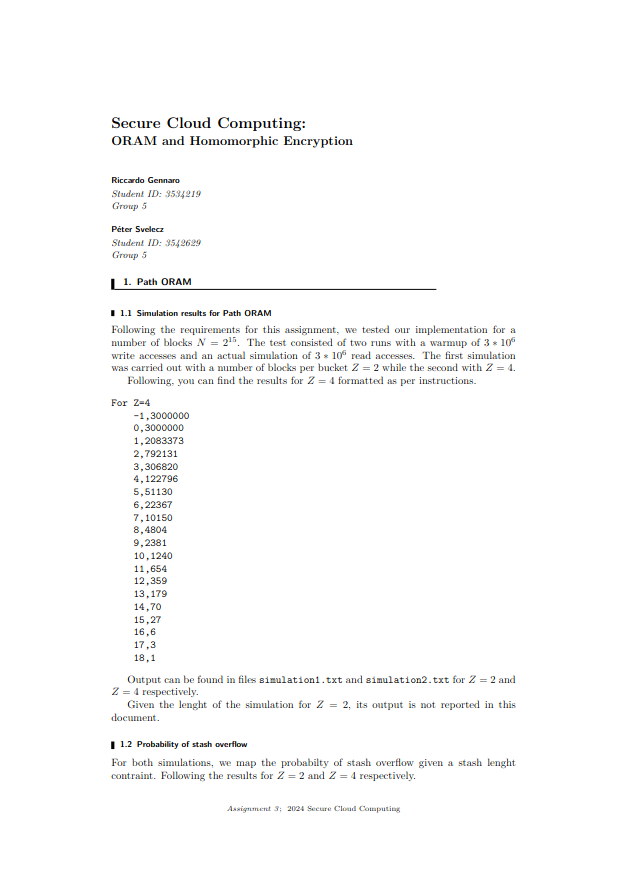 Secure Cloud Computing:
ORAM and Homomorphic Encryption
Riccardo Gennaro
Student ID: 3534219
Group 5
Péter Svelecz
Student ID: 3542629
Group 5
1. Path ORAM
1.1 Simulation results for Path ORAM
Following the requirements for this assignment, we tested our implementation for a
number of blocks N = 2¹⁵. The test consisted of two runs with a warmup of 3 * 10⁶
write accesses and an actual simulation of 3 * 10⁶ read accesses. The first simulation
was carried out with a number of blocks per bucket Z = 2 while the second with Z = 4.
Following, you can find the results for Z = 4 formatted as per instructions.
For Z=4
-1,3000000
0,3000000
1,2083373
2,792131
3,306820
4,122796
5,51130
6,22367
7,10150
8,4804
9,2381
10,1240
11,654
12,359
13,179
14,70
15,27
16,6
17,3
18,1
Output can be found in files simulation1.txt and simulation2.txt for Z = 2 and
Z = 4 respectively.
Given the lenght of the simulation for Z = 2, its output is not reported in this
document.
1.2 Probability of stash overflow
For both simulations, we map the probabilty of stash overflow given a stash lenght
contraint. Following the results for Z = 2 and Z = 4 respectively.
Assignment 3; 2024 Secure Cloud Computing